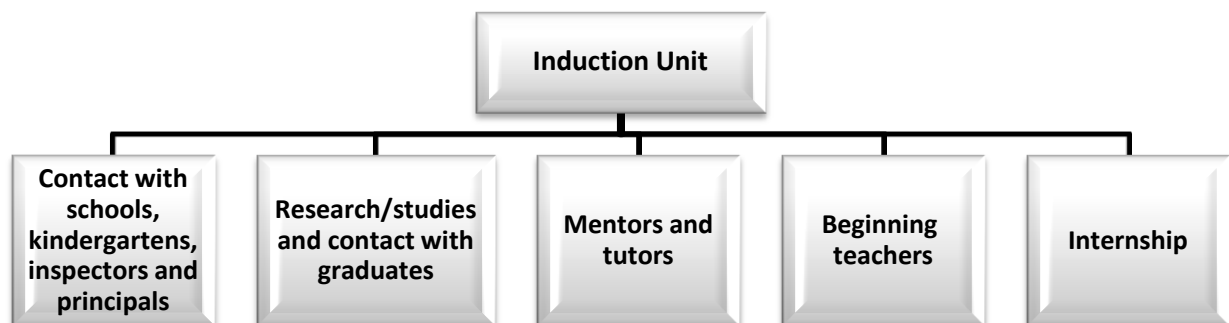 Induction Unit
Contact with
schools,
kindergartens,
inspectors and
principals
Research/studies
and contact with
graduates
Mentors and
tutors
Beginning
teachers
Internship